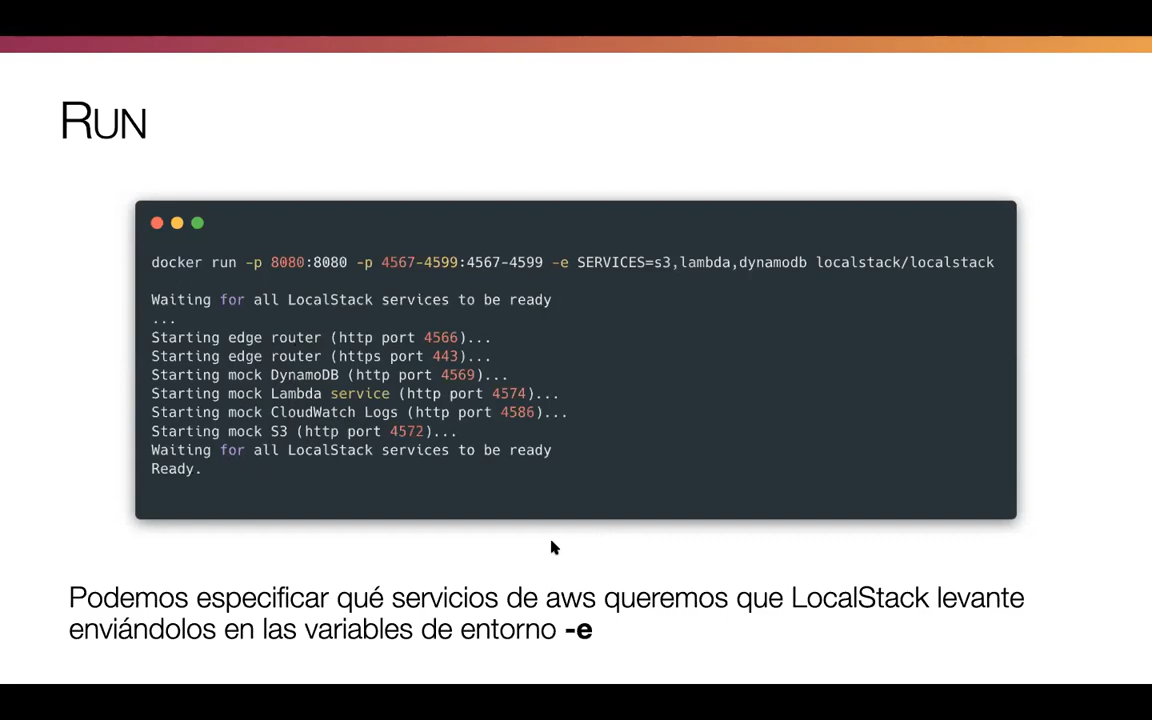 RUN
docker run -p 8080:8080 -p 4567-4599:4567-4599 -e SERVICES=s3,lambda,dynamodb localstack/localstack
Waiting for all LocalStack services to be ready
...
Starting edge router (http port 4566)...
Starting edge router (https port 443)...
Starting mock DynamoDB (http port 4569)...
Starting mock Lambda service (http port 4574)...
Starting mock CloudWatch Logs (http port 4586)...
Starting mock S3 (http port 4572)...
Waiting for all LocalStack services to be ready
Ready.
Podemos especificar qué servicios de aws queremos que LocalStack levante
enviándolos en las variables de entorno -e